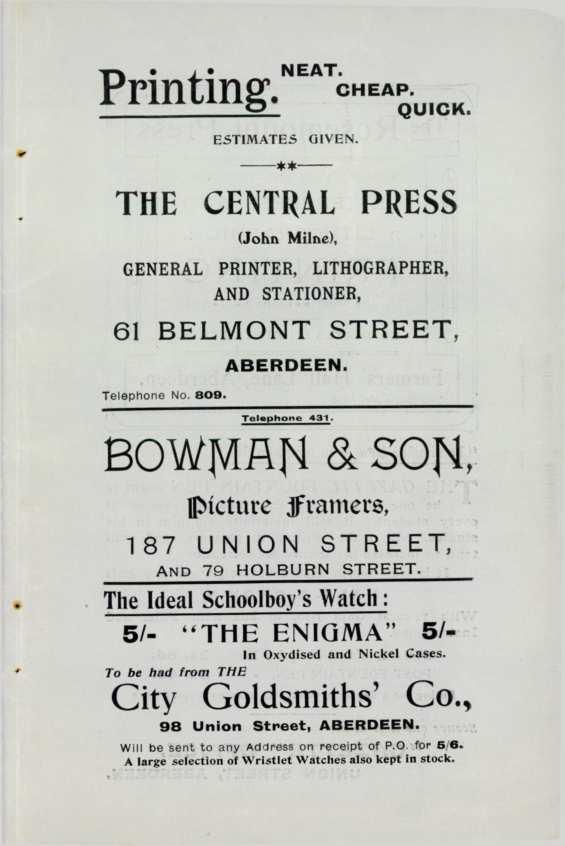 Printing. NEAT.
CHEAP.
QUICK.
ESTIMATES GIVEN.
THE CENTRAL PRESS
(John Milne),
GENERAL PRINTER, LITHOGRAPHER,
AND STATIONER,
61 BELMONT STREET,
ABERDEEN.
Telephone No. 809.
Telephone 431.
BOWMAN & SON,
Picture Framers,
187 UNION STREET,
AND 79 HOLBURN STREET.
The Ideal Schoolboy's Watch:
5/- "THE ENIGMA" 5/-
In Oxydised and Nickel Cases.
To be had from THE
City Goldsmiths' Co.,
98 Union Street, ABERDEEN.
Will be sent to any Address on receipt of P.O. for 5/6.
A large selection of Wristlet Watches also kept in stock.